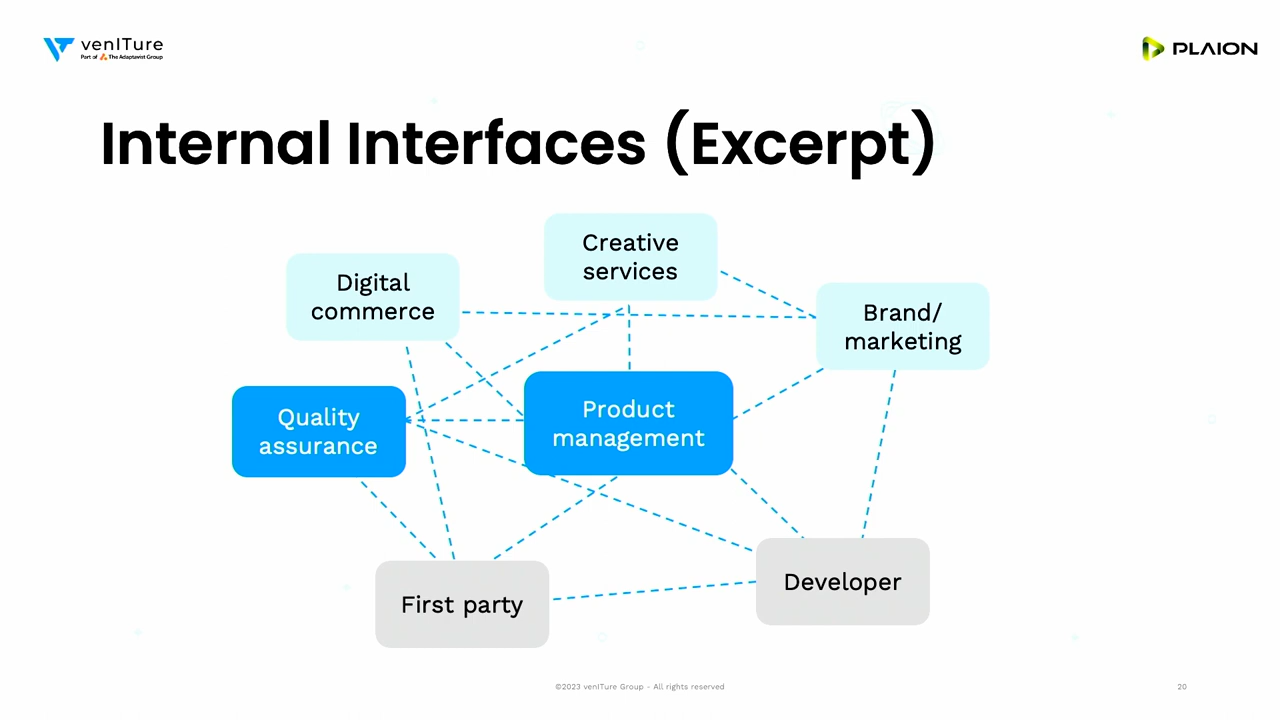 venITure
Part of The Adaptavist Group
PLAION
Internal Interfaces (Excerpt)
Creative
services
Digital
commerce
Brand/
marketing
Quality
assurance
Product
management
First party
Developer
©2023 venITure Group - All rights reserved
20